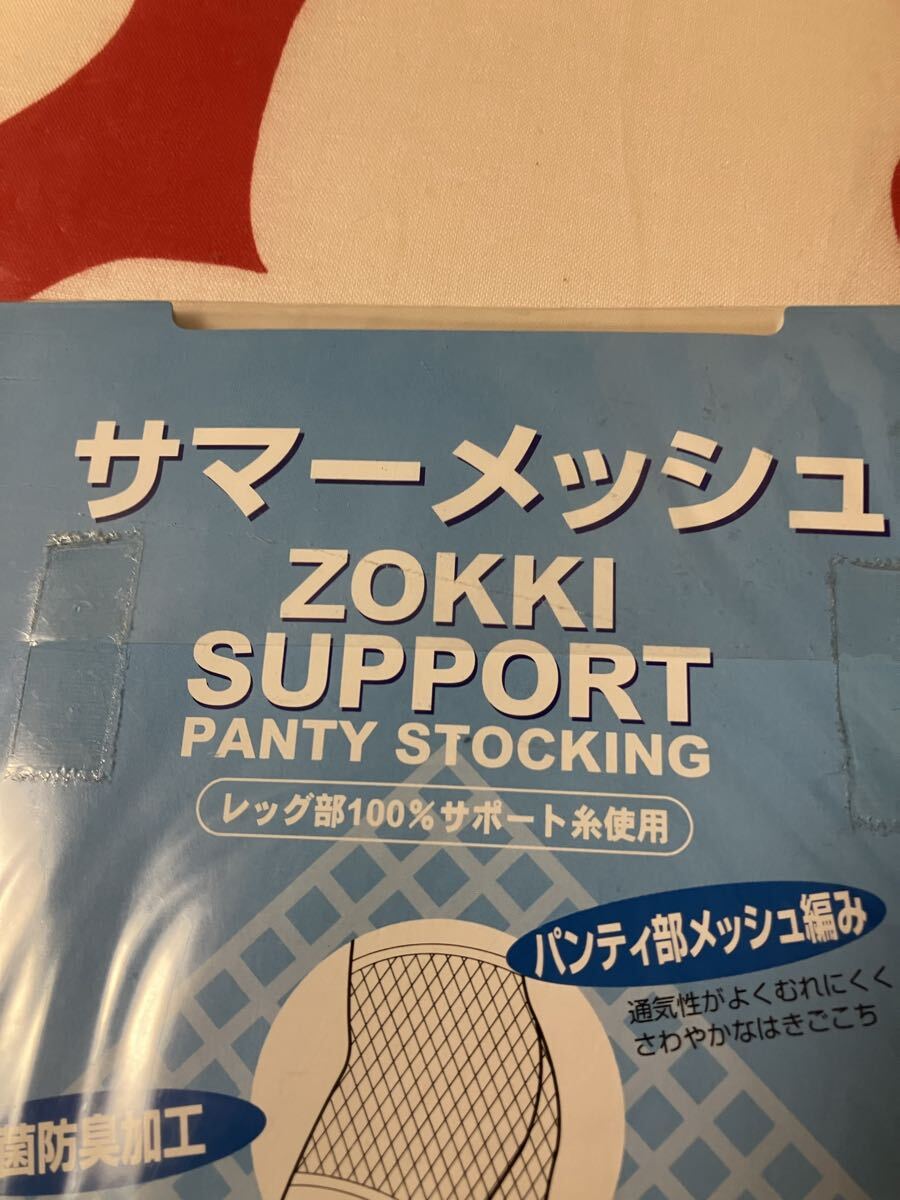 サマーメッシュ
ZOKKI
SUPPORT
PANTY STOCKING
レッグ部100%サポート糸使用
パンティ部メッシュ編み
通気性がよくむれにくく
さわやかなはきごこち
菌防臭加工